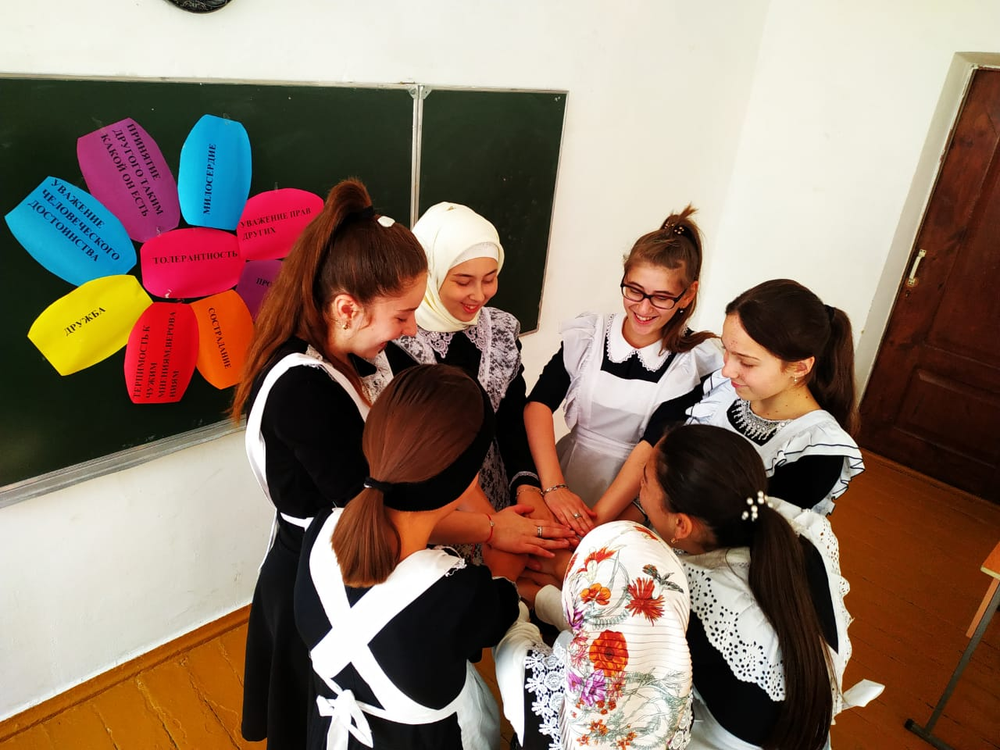 ПРИНЯТИЕ
ДРУГОГО ТАКИМ
КАКОЙ ОН ЕСТЬ
МИЛОСЕРДИЕ
УВАЖЕНИЕ
ЧЕЛОВЕЧЕСКОГО
ДОСТОИНСТВА
УВАЖЕНИЕ ПРАВ
ДРУГИХ
ТОЛЕРАНТНОСТЬ
ДРУЖБА
ТЕРПИМОСТЬ К
ЧУЖИМ
МНЕНИЯМ,ВЕРОВА
НИЯМ
СОСТРАДАНИЕ